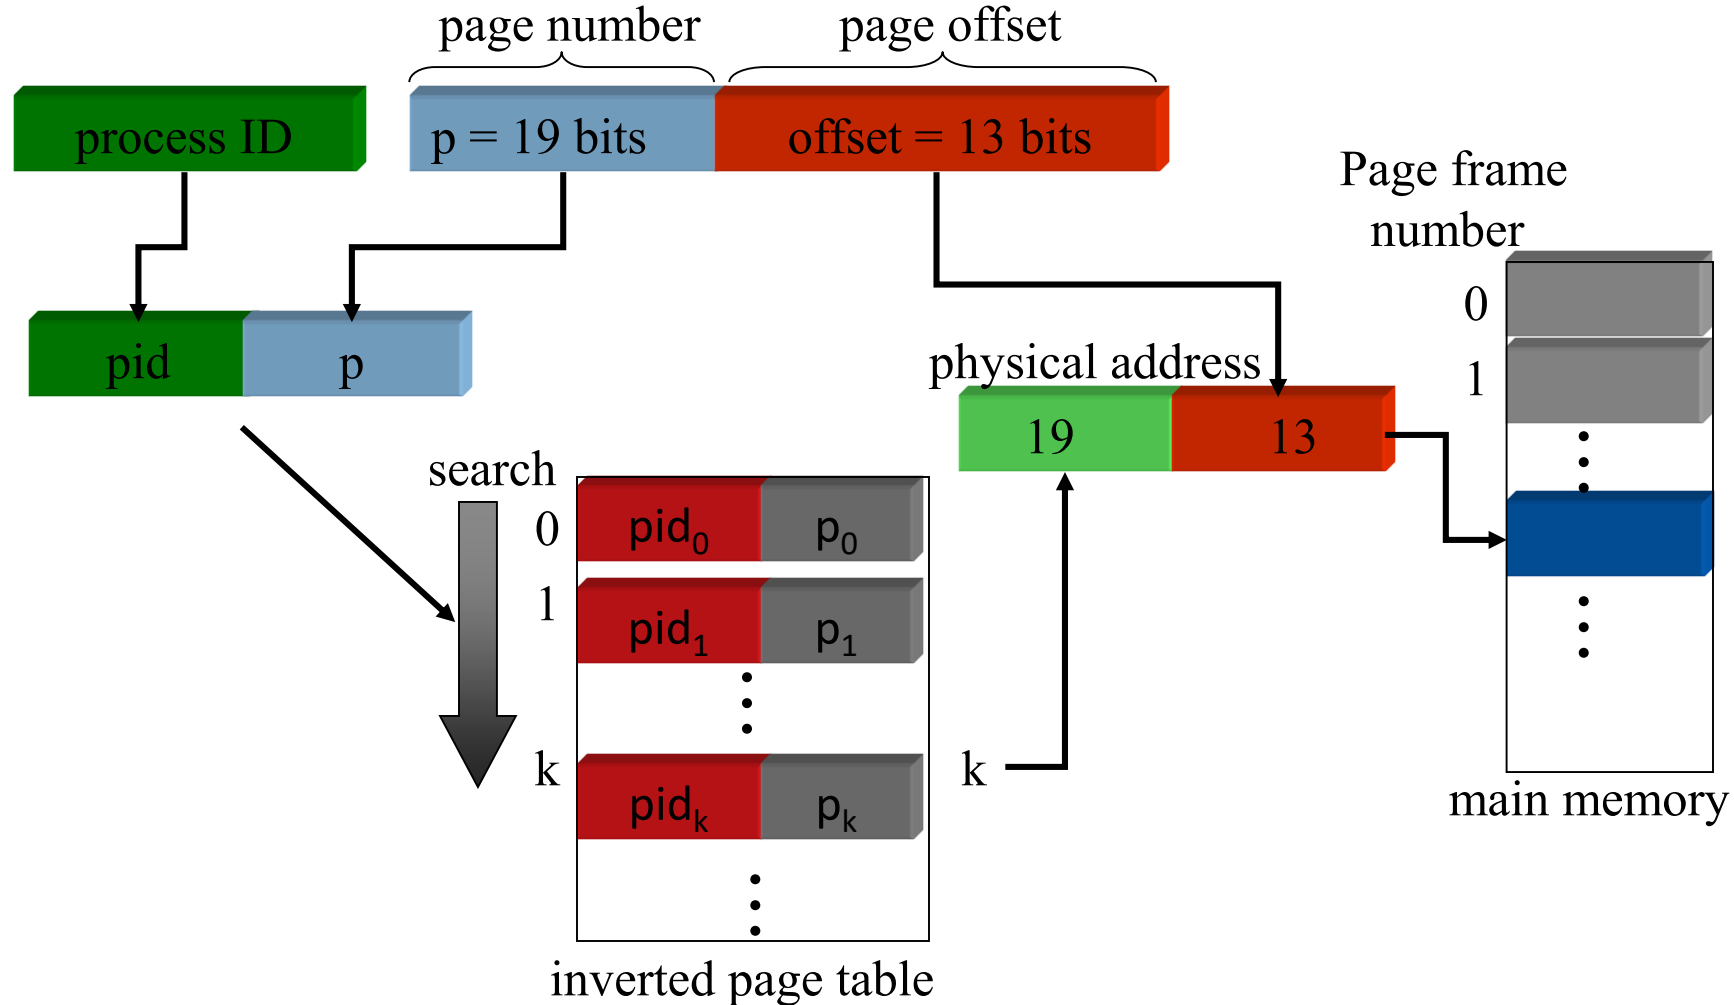 page number
page offset
process ID
p = 19 bits
offset = 13 bits
Page frame
number
0
1
pid
p
physical address
19
13
search
0
pid₀
p₀
1
pid₁
p₁
k
pidₖ
pₖ
k
main memory
inverted page table